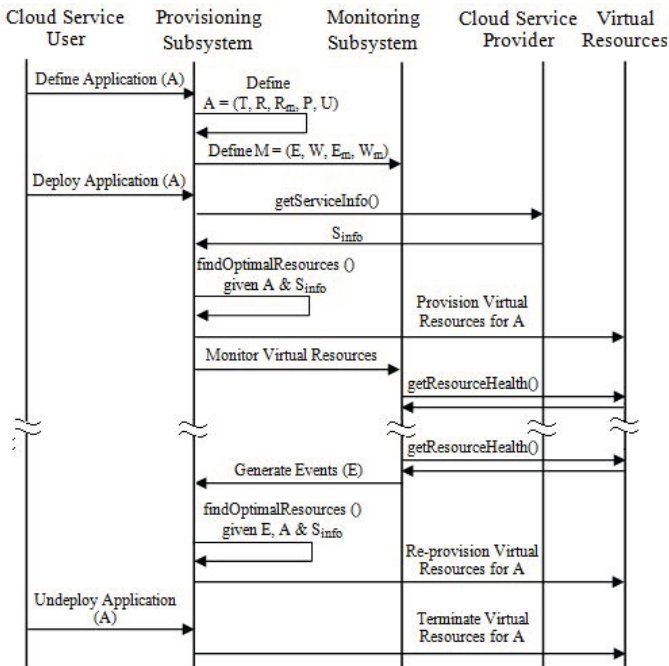 Cloud Service User
Provisioning Subsystem
Monitoring Subsystem
Cloud Service Provider
Virtual Resources
Define Application (A)
Define
A = (T, R, Rm, P, U)
Define M = (E, W, Em, Wm)
Deploy Application (A)
getServiceInfo()
Sinfo
findOptimalResources ()
given A & Sinfo
Provision Virtual
Resources for A
Monitor Virtual Resources
getResourceHealth()
getResourceHealth()
Generate Events (E)
findOptimalResources ()
given E, A & Sinfo
Re-provision Virtual
Resources for A
Undeploy Application
(A)
Terminate Virtual
Resources for A